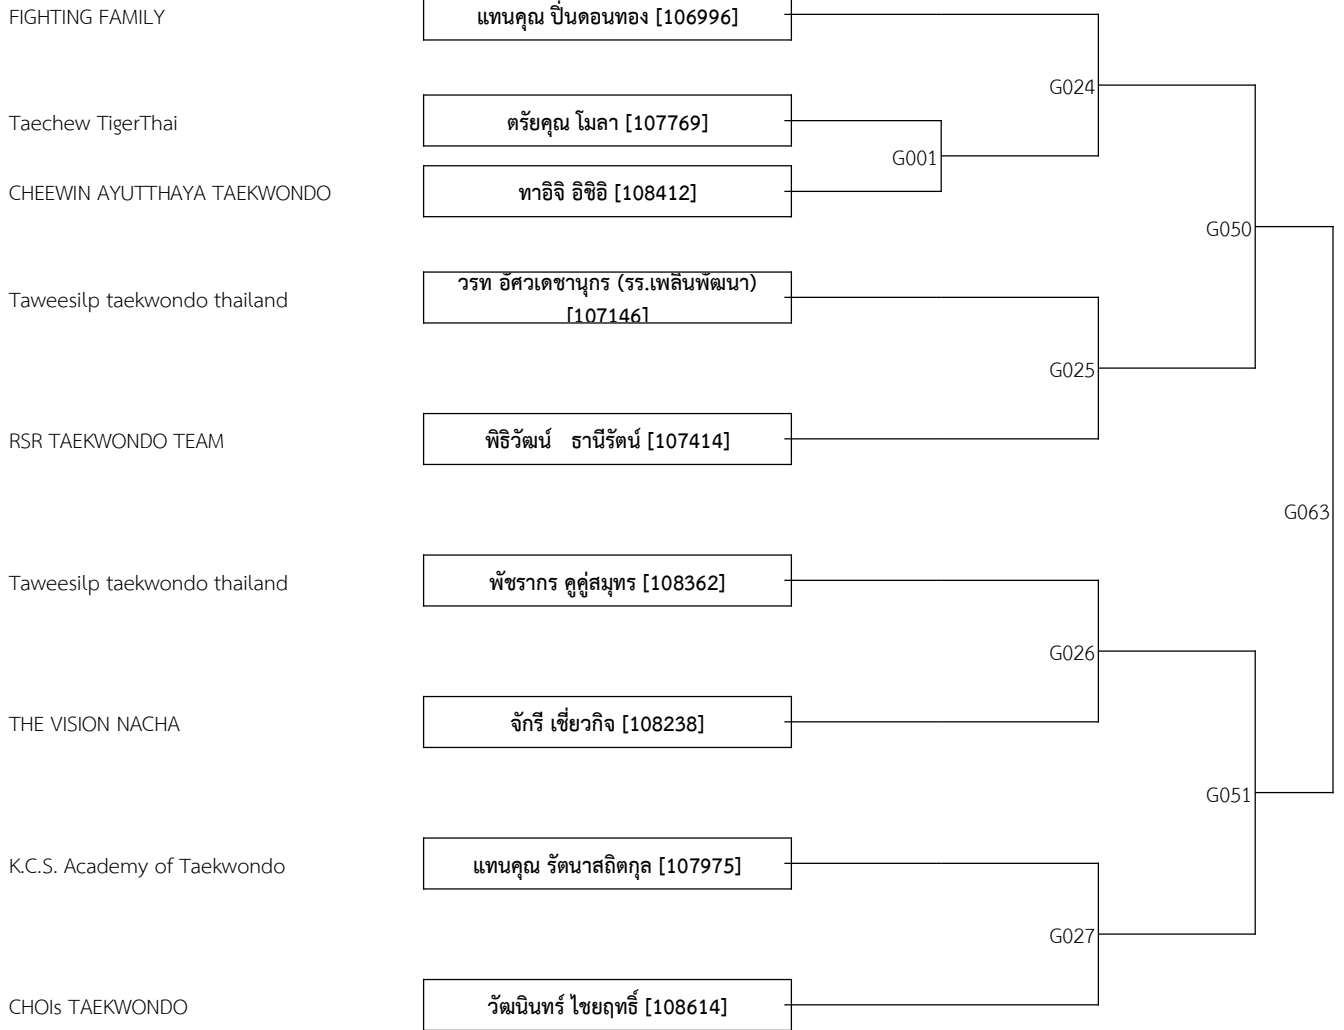 FIGHTING FAMILY
แทนคุณ ปิ่นดอนทอง [106996]
G024
Taechew TigerThai
ตรัยคุณ โมลา [107769]
G001
CHEEWIN AYUTTHAYA TAEKWONDO
ทาอิจิ อิชิอิ [108412]
G050
Taweesilp taekwondo thailand
วรท อัศวเดชานุกร (รร.เพลินพัฒนา)
[107146]
G025
RSR TAEKWONDO TEAM
พิธิวัฒน์ ธานีรัตน์ [107414]
G063
Taweesilp taekwondo thailand
พัชรากร คูคู่สมุทร [108362]
G026
THE VISION NACHA
จักรี เชี่ยวกิจ [108238]
G051
K.C.S. Academy of Taekwondo
แทนคุณ รัตนาสถิตกุล [107975]
G027
CHOIs TAEKWONDO
วัฒนินทร์ ไชยฤทธิ์ [108614]